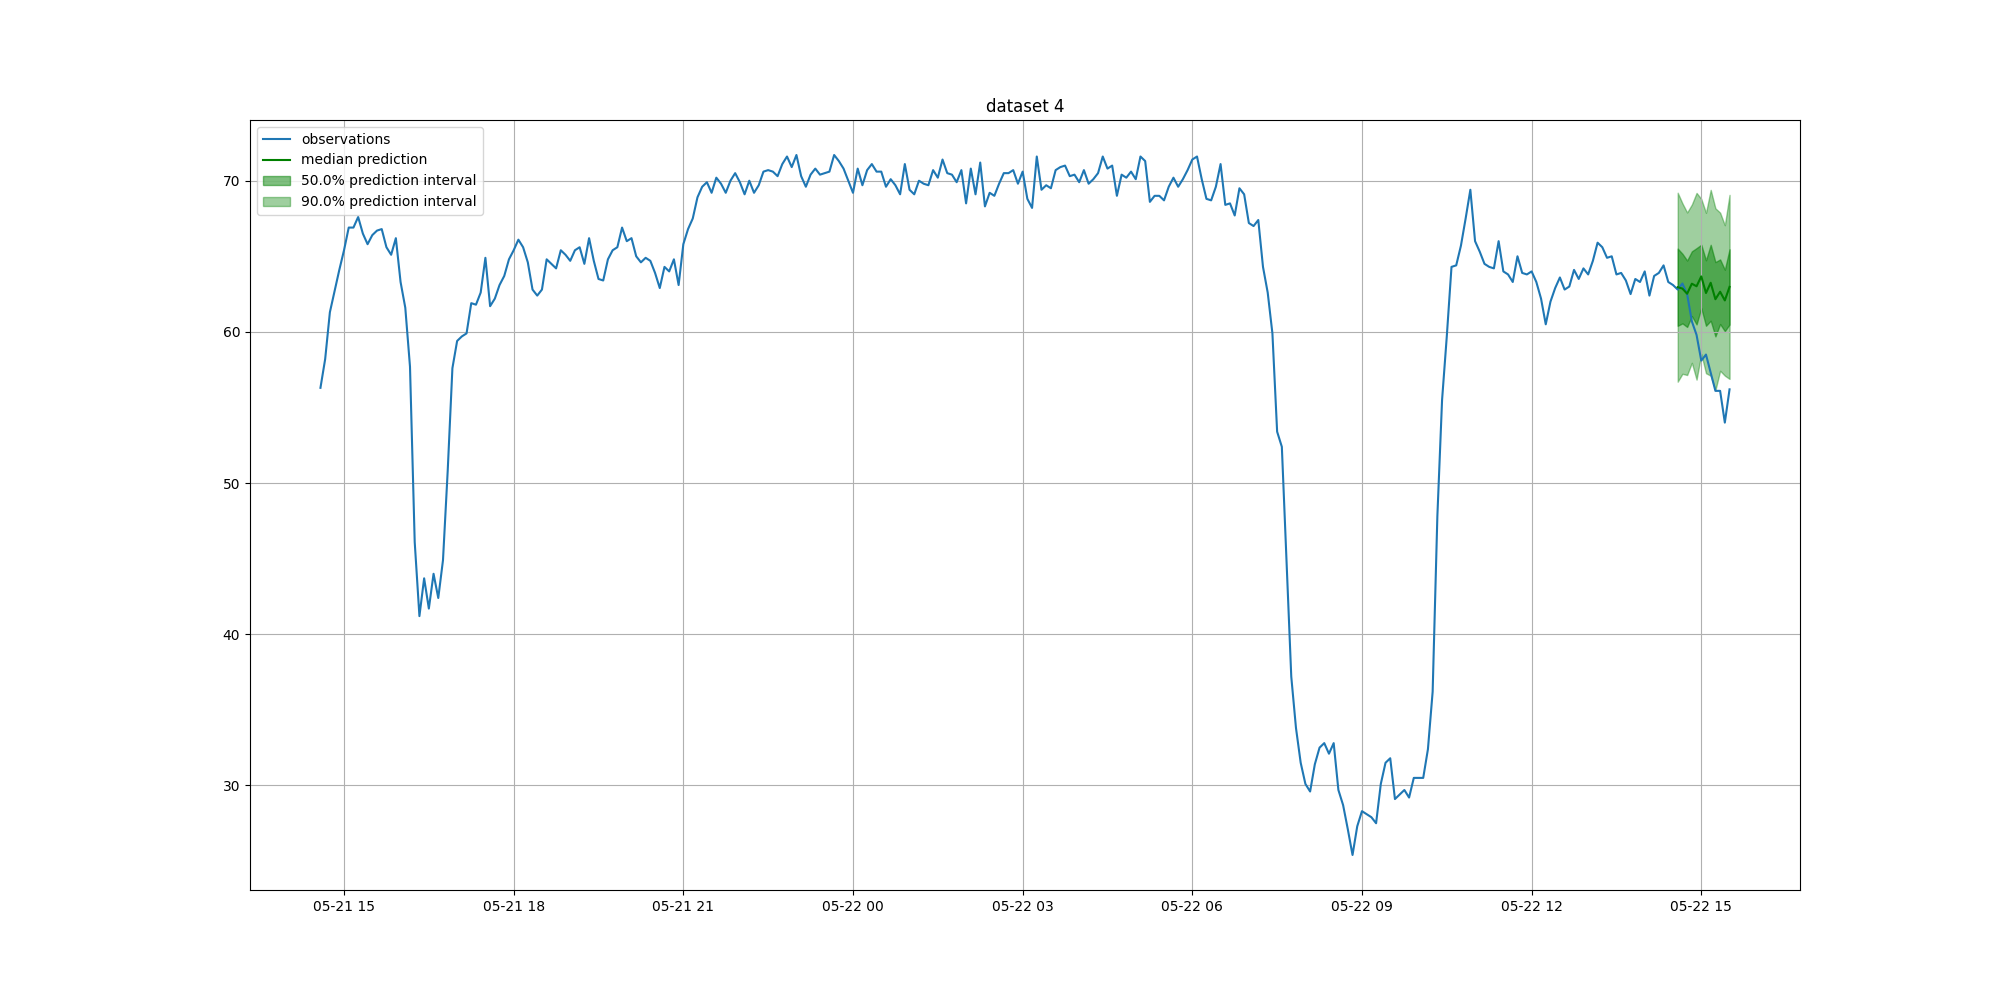 dataset 4
observations
median prediction
50.0% prediction interval
90.0% prediction interval
70
60
50
40
30
05-21 15
05-21 18
05-21 21
05-22 00
05-22 03
05-22 06
05-22 09
05-22 12
05-22 15